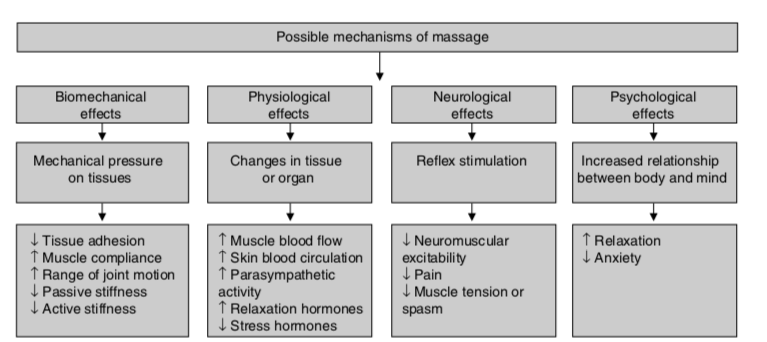 Possible mechanisms of massage
Biomechanical
effects
Physiological
effects
Neurological
effects
Psychological
effects
Mechanical pressure
on tissues
Changes in tissue
or organ
Reflex stimulation
Increased relationship
between body and mind
↓ Tissue adhesion
↑ Muscle compliance
↑ Range of joint motion
↓ Passive stiffness
↓ Active stiffness
↑ Muscle blood flow
↑ Skin blood circulation
↑ Parasympathetic
activity
↑ Relaxation hormones
↓ Stress hormones
↓ Neuromuscular
excitability
↓ Pain
↓ Muscle tension or
spasm
↑ Relaxation
↓ Anxiety